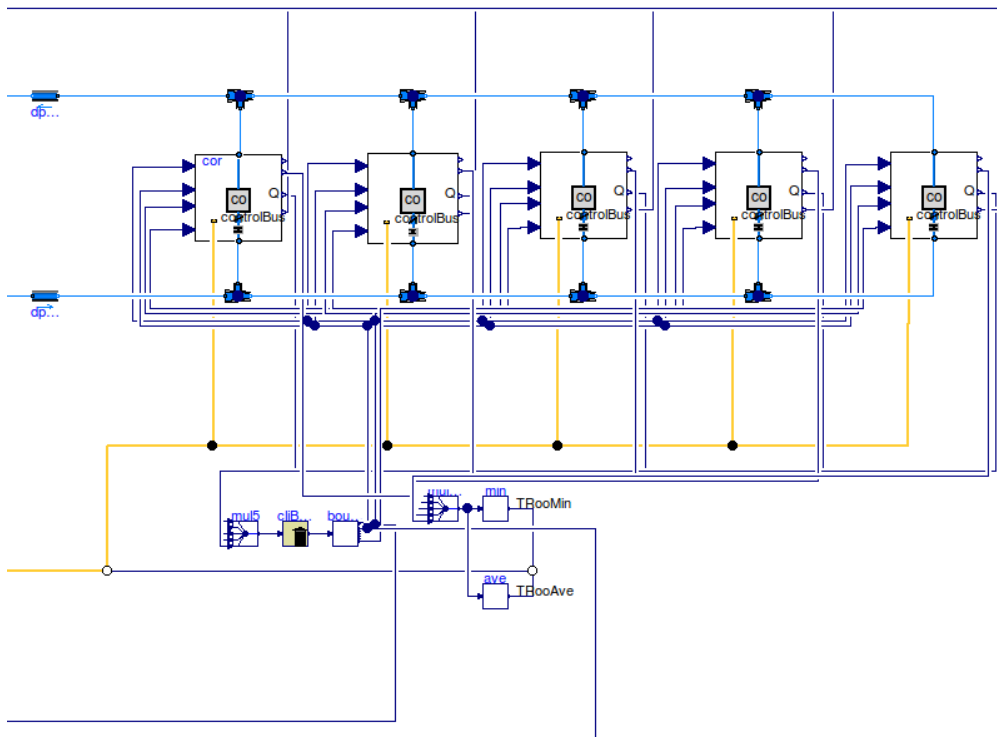 dp...
cor
CO
Q
controlBus
CO
Q
controlBus
CO
Q
controlBus
CO
Q
controlBus
CO
Q
controlBus
dp...
min
TRooMin
mul5
cliB...
bou...
ave
TRooAve